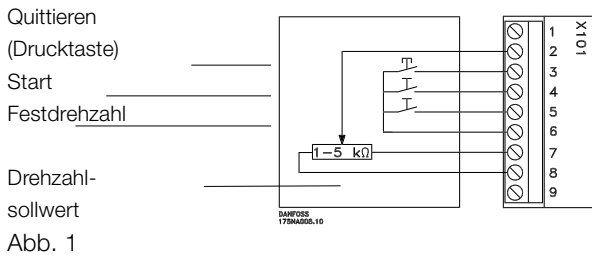 Quittieren
(Drucktaste)
Start
Festdrehzahl
Drehzahl-
sollwert
Abb. 1
1-5 kΩ
DANFOSS
175NA008.10
X101
1
2
3
4
5
6
7
8
9